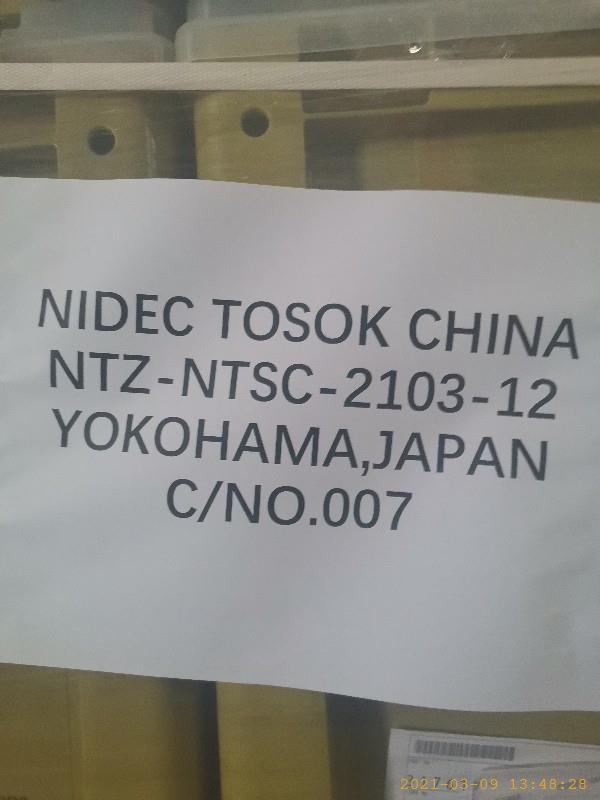 NIDEC TOSOK CHINA
NTZ-NTSC-2103-12
YOKOHAMA,JAPAN
C/NO.007
2021-03-09 13:48:28